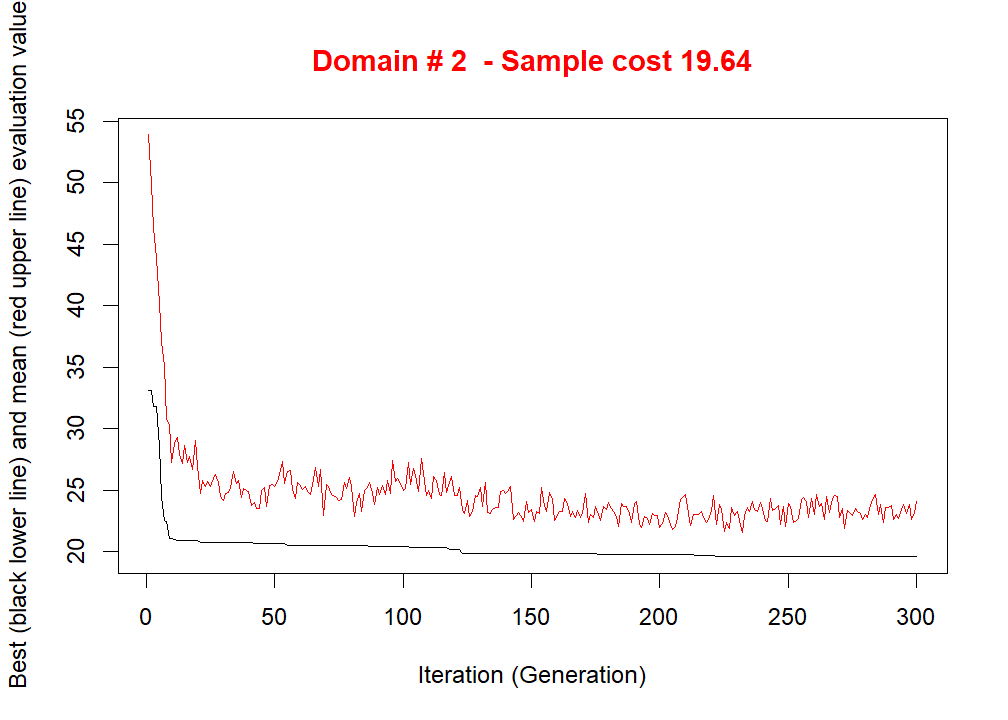 Domain # 2  - Sample cost 19.64
Best (black lower line) and mean (red upper line) evaluation value
55
50
45
40
35
30
25
20
0 50 100 150 200 250 300
Iteration (Generation)